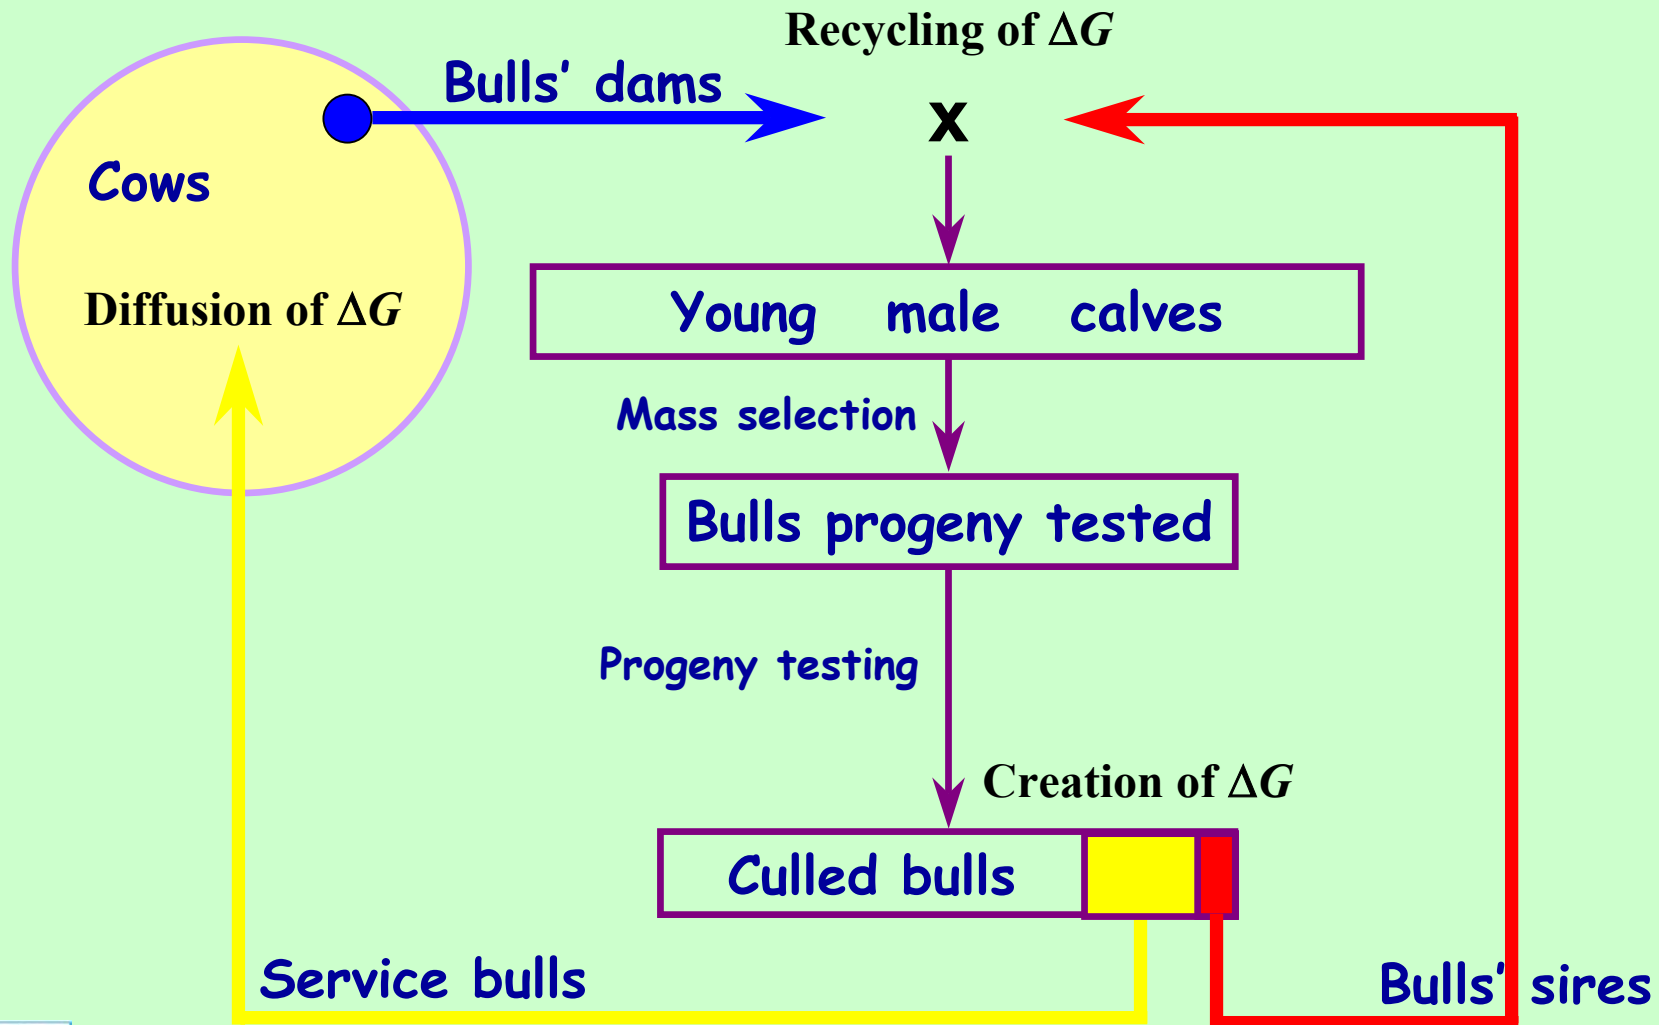 Recycling of ΔG
Bulls’ dams
x
Cows
Diffusion of ΔG
Young male calves
Mass selection
Bulls progeny tested
Progeny testing
Creation of ΔG
Culled bulls
Service bulls
Bulls’ sires